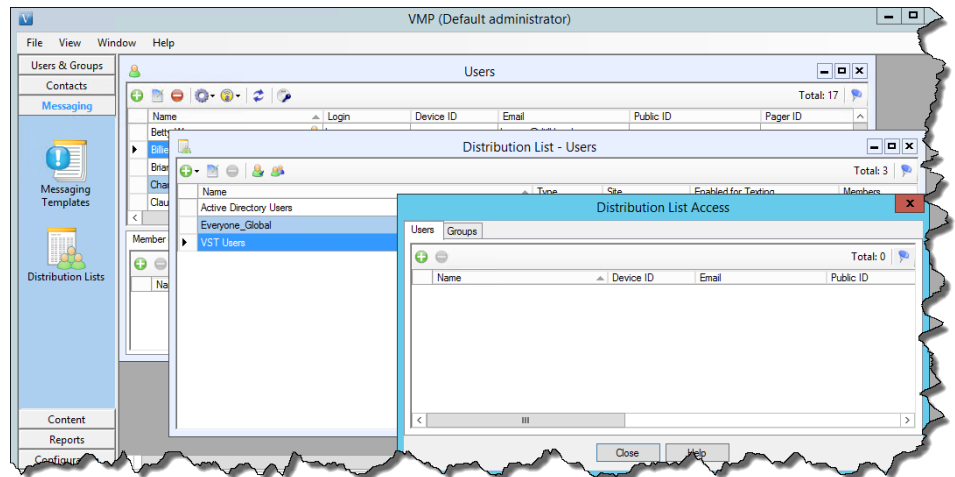 V
VMP (Default administrator)
File View Window Help
Users & Groups
Contacts
Messaging
Messaging
Templates
Distribution Lists
Content
Reports
Users
Total: 17
Name Login Device ID Email Public ID Pager ID
Billie
Brian
Member
Distribution List - Users
Total: 3
Name Type Site Enabled for Texting Members
Active Directory Users
Everyone_Global
VST Users
Distribution List Access
X
Users Groups
Total: 0
Name Device ID Email Public ID
Close Help